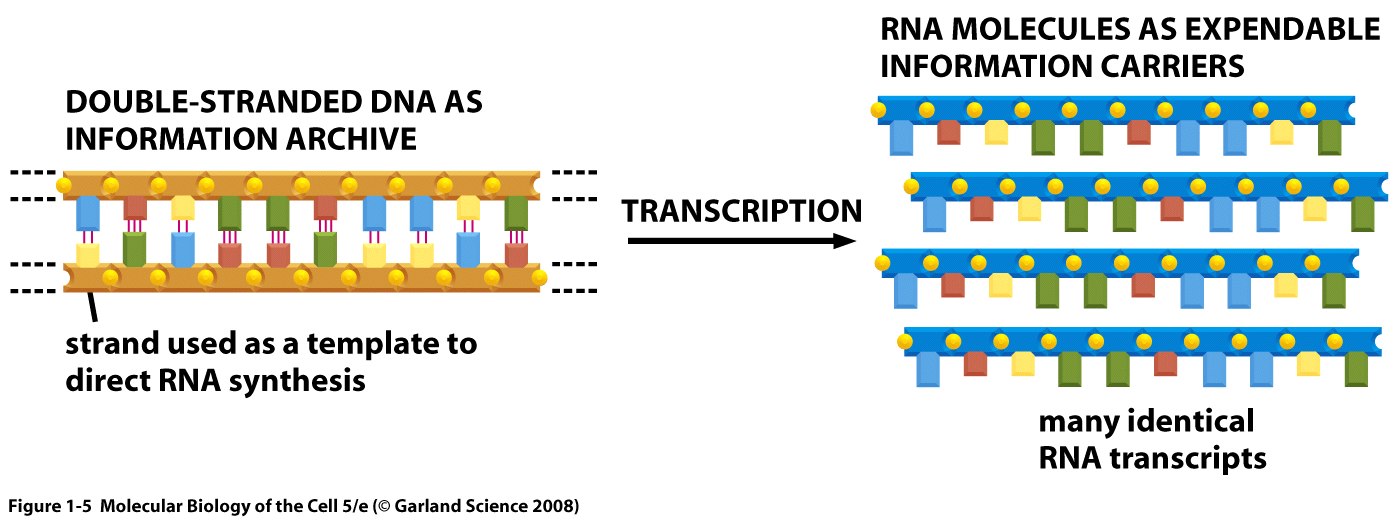 DOUBLE-STRANDED DNA AS
INFORMATION ARCHIVE
strand used as a template to
direct RNA synthesis
TRANSCRIPTION
RNA MOLECULES AS EXPENDABLE
INFORMATION CARRIERS
many identical
RNA transcripts
Figure 1-5 Molecular Biology of the Cell 5/e (© Garland Science 2008)